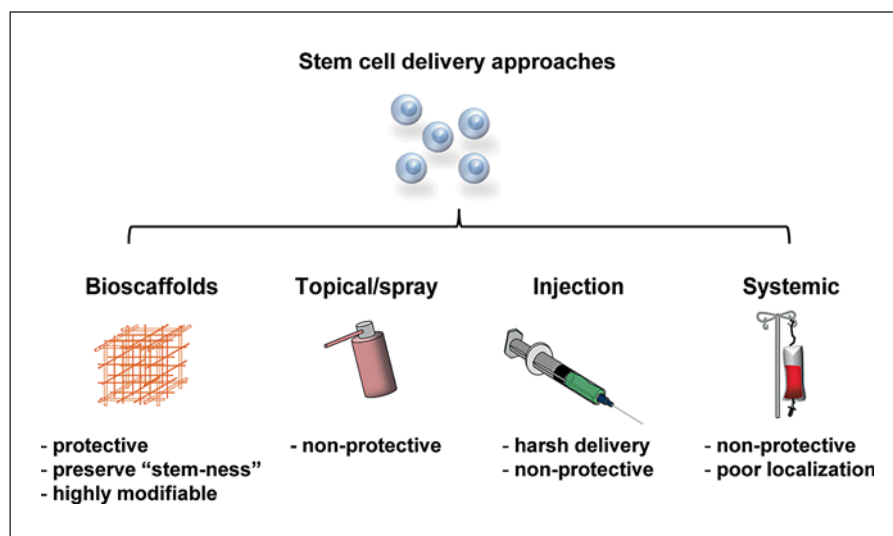 Stem cell delivery approaches
Bioscaffolds
- protective
- preserve “stem-ness”
- highly modifiable
Topical/spray
- non-protective
Injection
- harsh delivery
- non-protective
Systemic
- non-protective
- poor localization